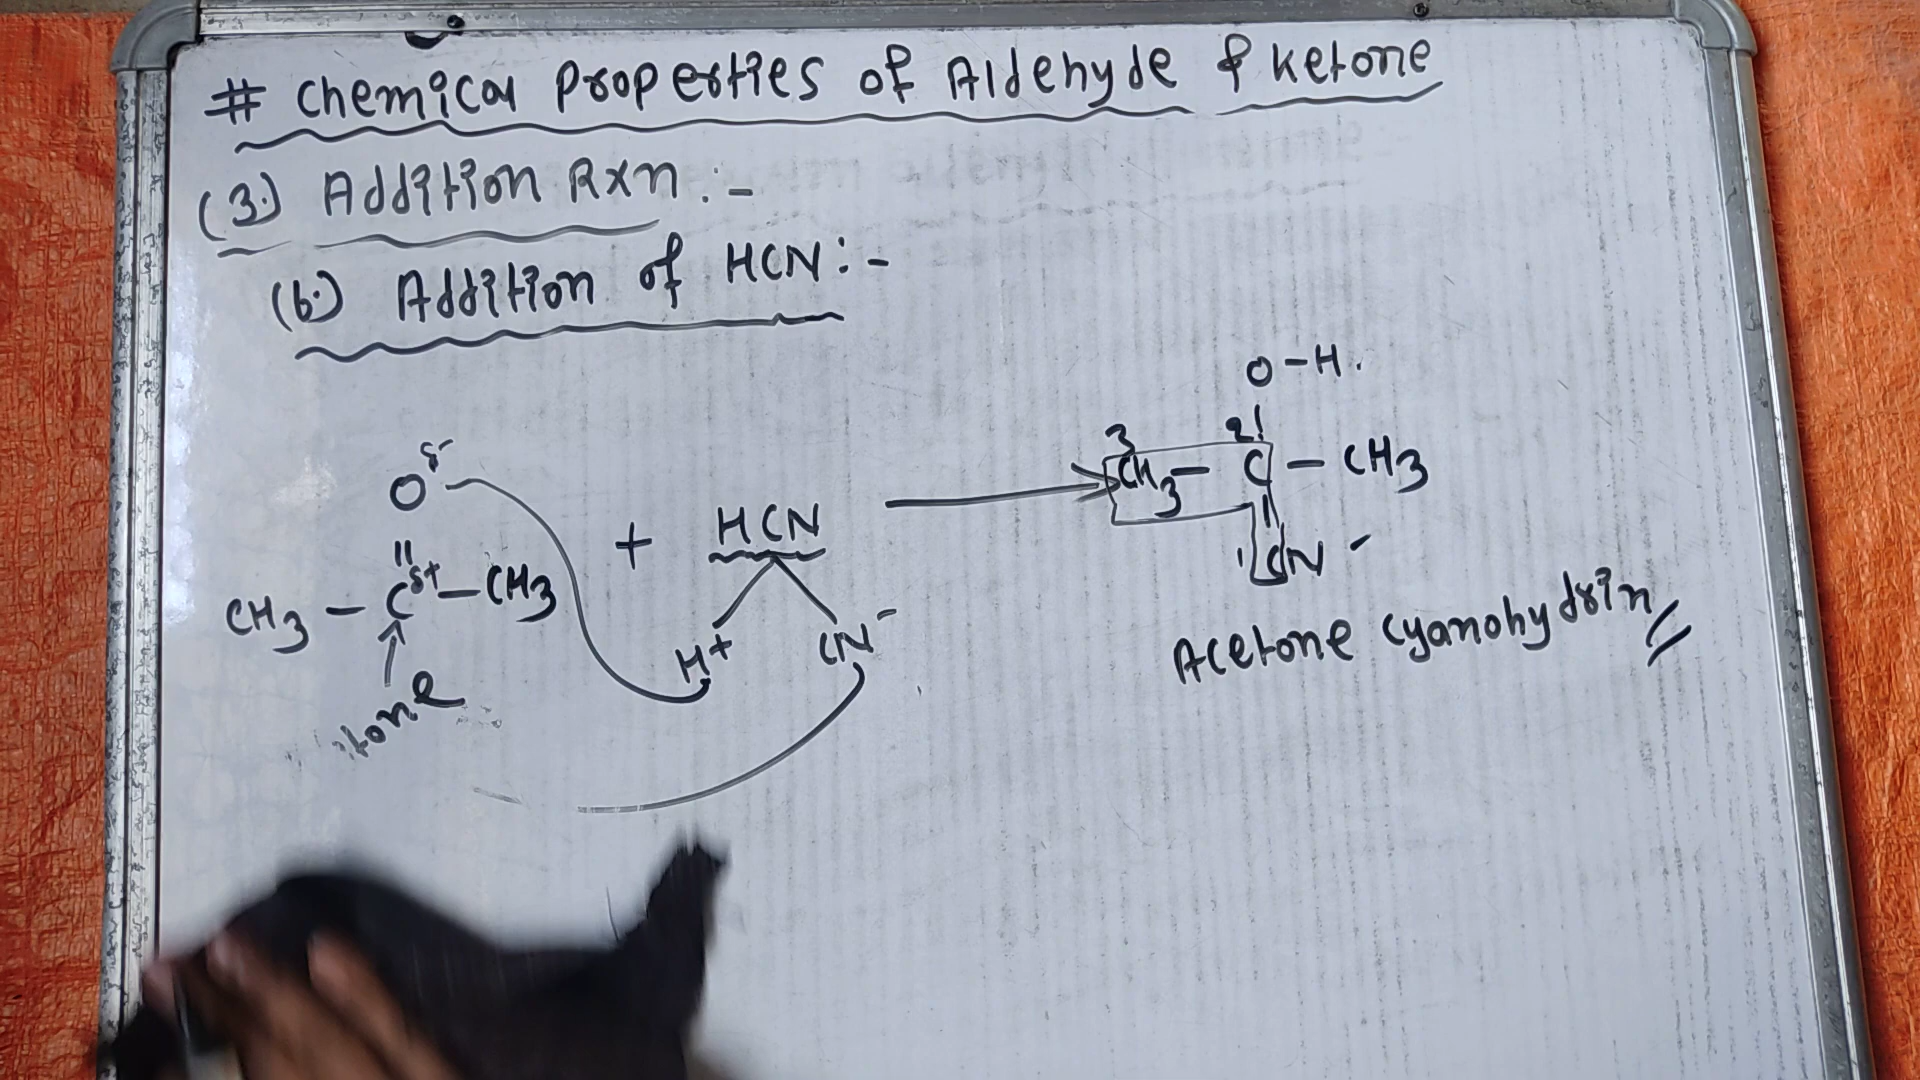 # Chemical Properties of Aldehyde & Ketone
(3.) Addition Rxn :-
(b.) Addition of HCN :-
O δ-
||
CH3 - C δ+ - CH3 + HCN
H+ CN-
O - H.
3 2
CH3 - C - CH3
1 CN -
Acetone cyanohydrin